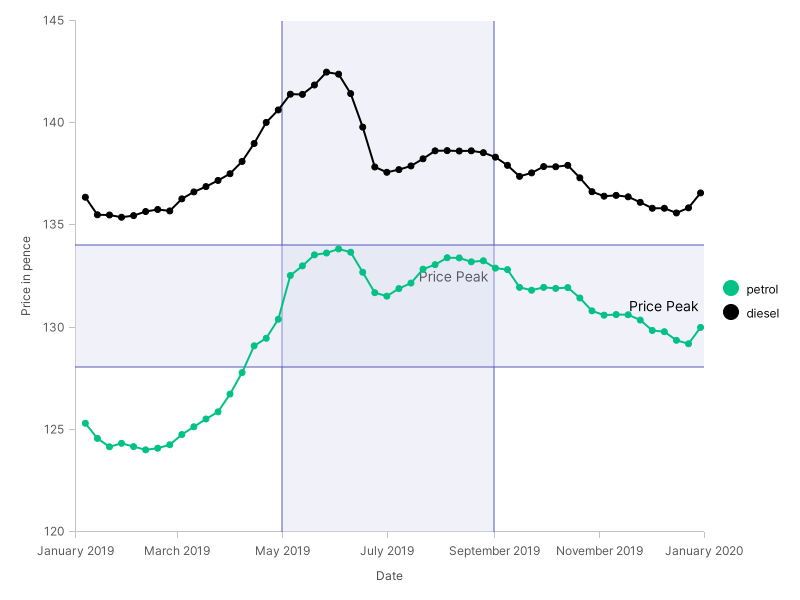 145
140
135
130
125
120
Price in pence
Price Peak
Price Peak
January 2019
March 2019
May 2019
July 2019
September 2019
November 2019
January 2020
Date
petrol
diesel